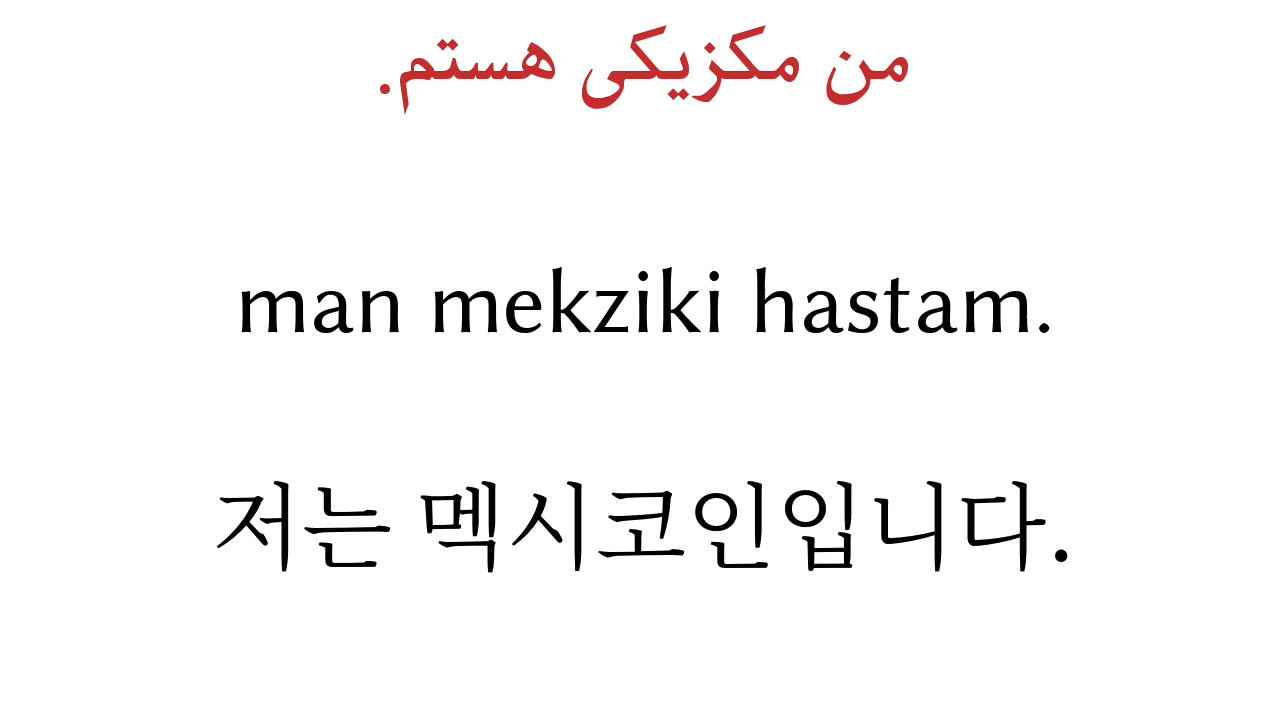 من مکزیکی هستم.
man mekziki hastam.
저는 멕시코인입니다.